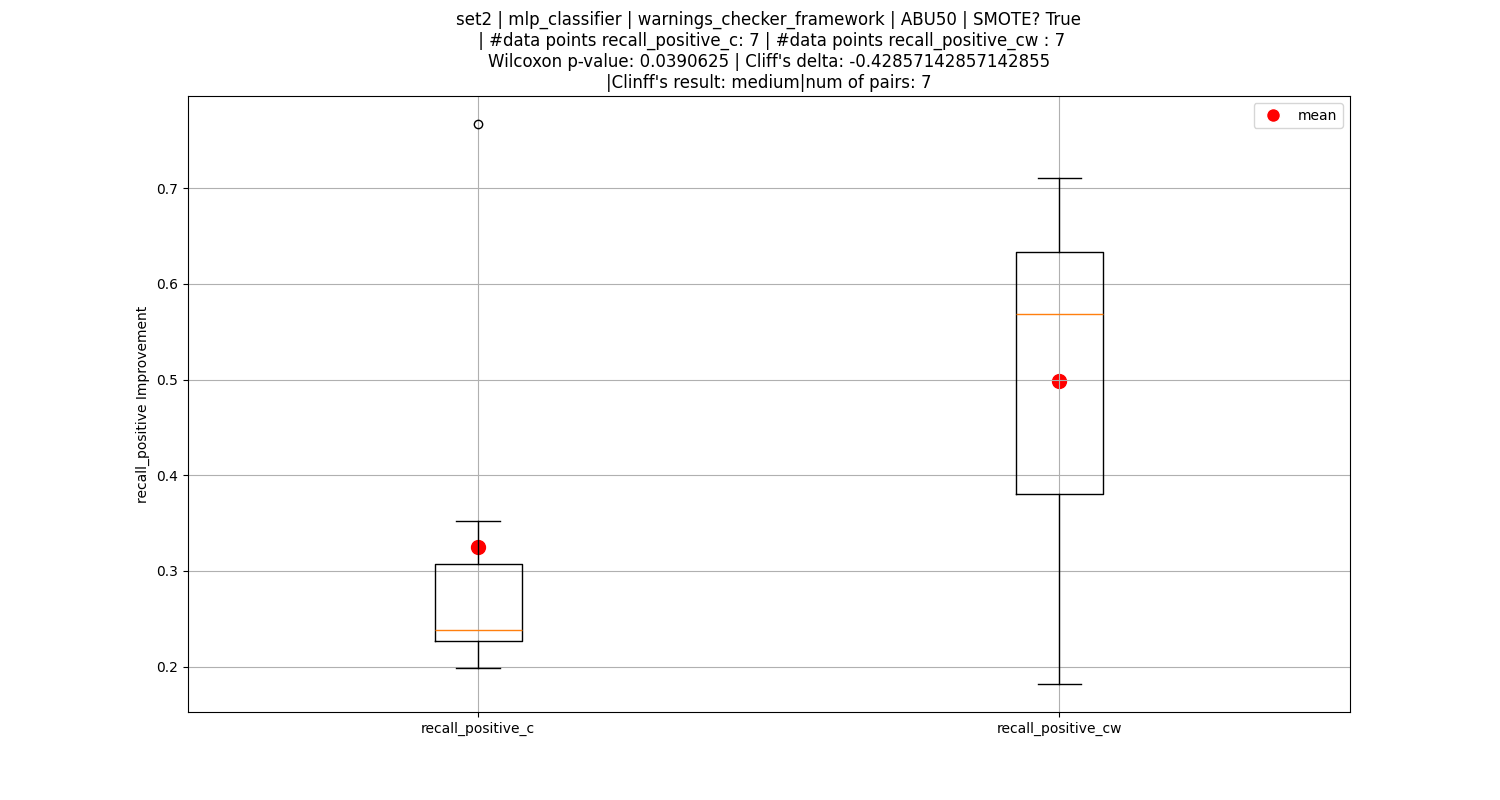 set2 | mlp_classifier | warnings_checker_framework | ABU50 | SMOTE? True
| #data points recall_positive_c: 7 | #data points recall_positive_cw : 7
Wilcoxon p-value: 0.0390625 | Cliff's delta: -0.42857142857142855
|Clinff's result: medium|num of pairs: 7
mean
0.7
0.6
0.5
0.4
0.3
0.2
recall_positive Improvement
recall_positive_c
recall_positive_cw